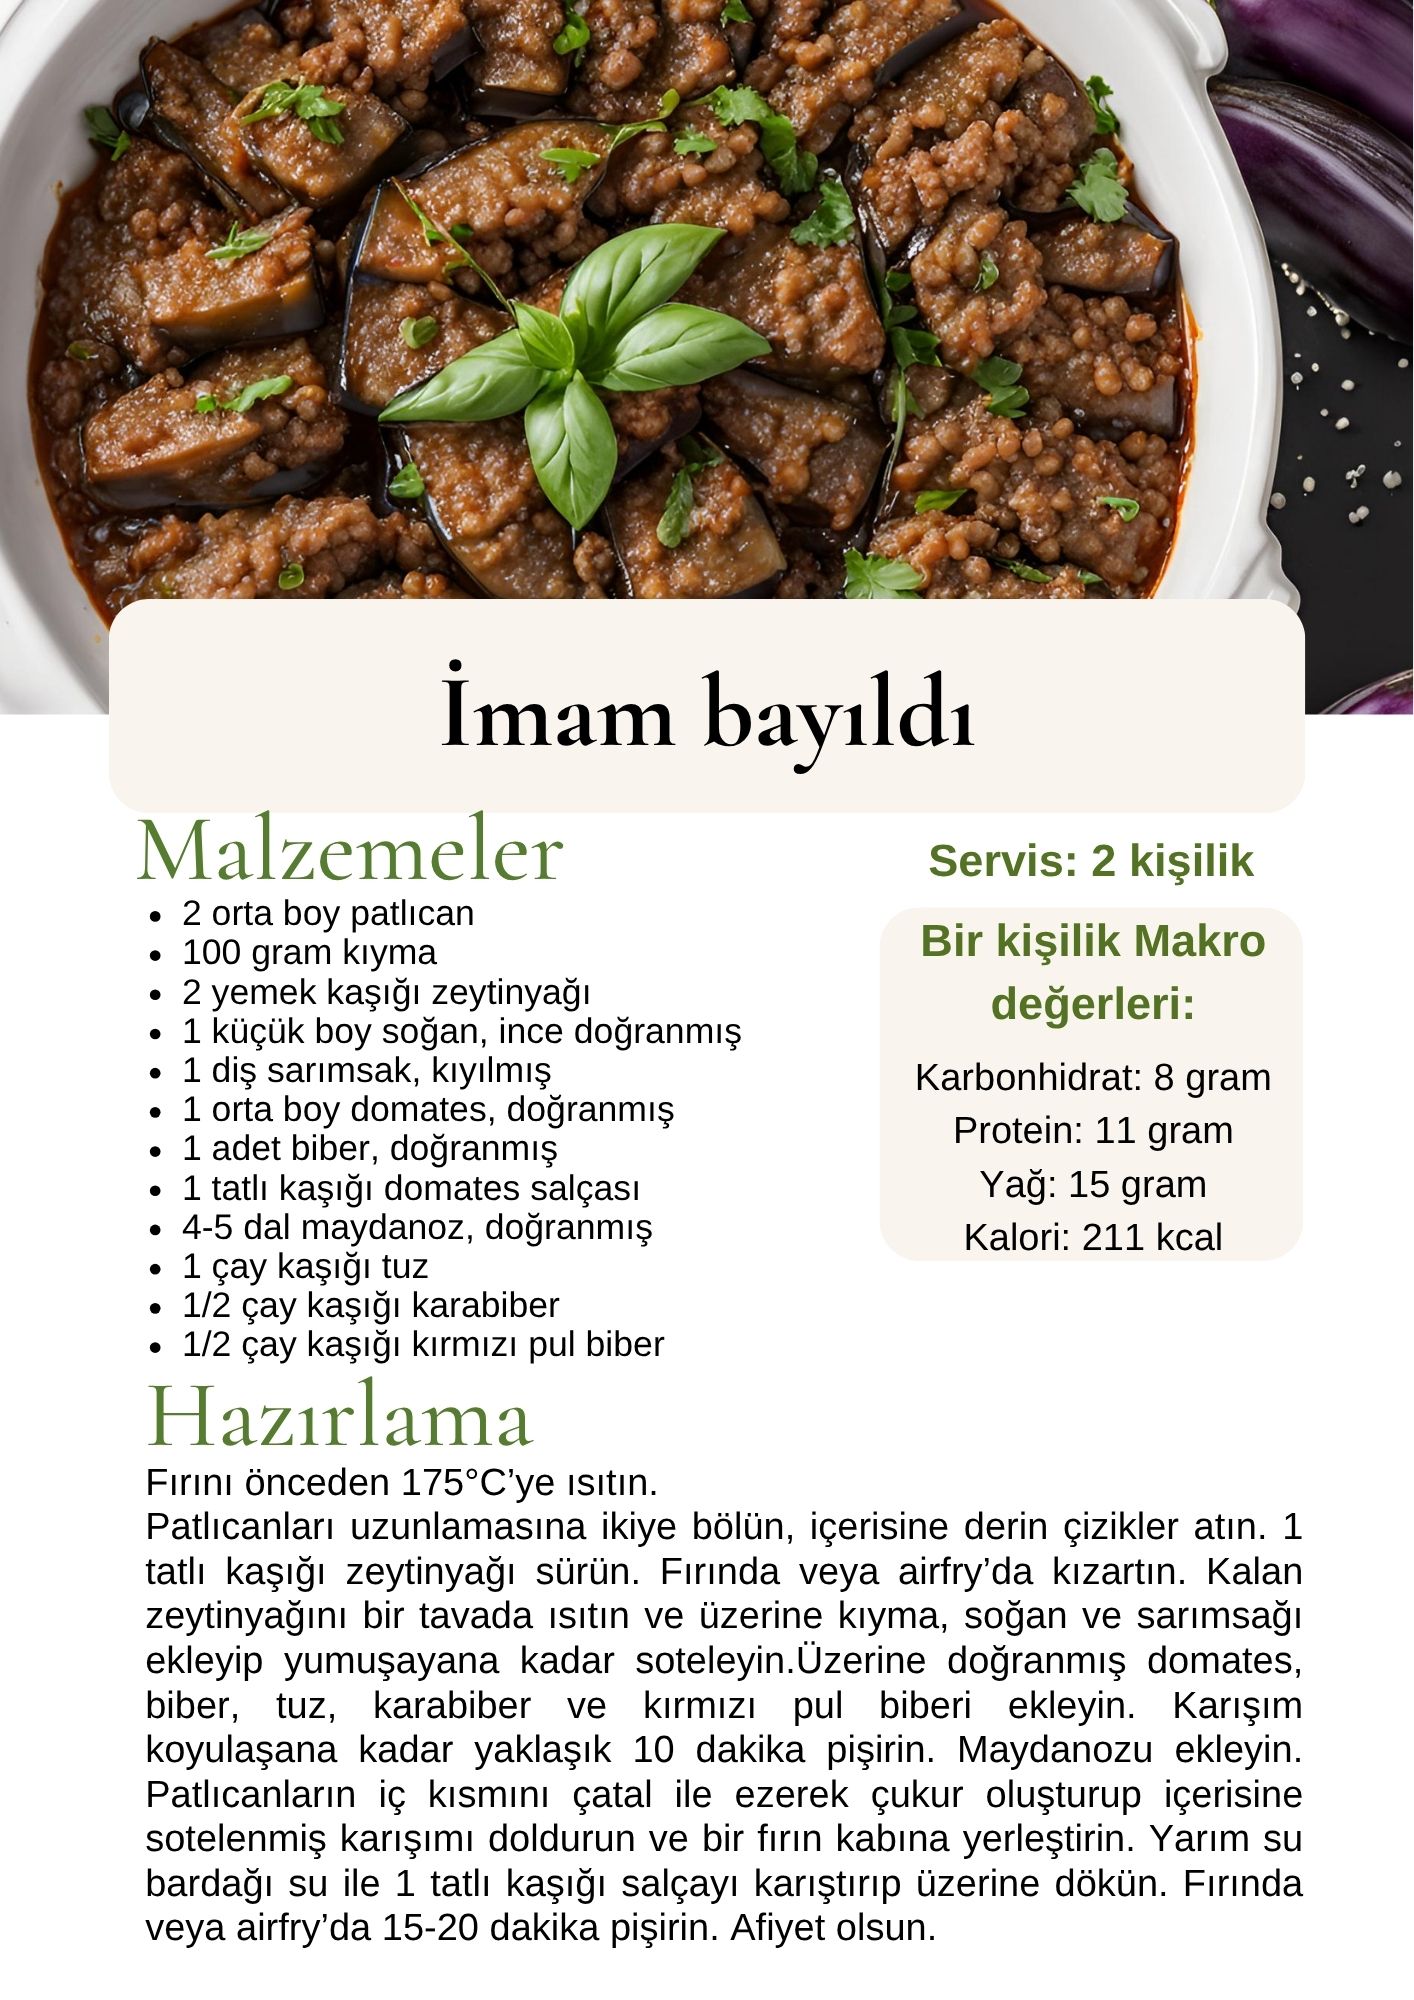 İmam bayıldı
Malzemeler
• 2 orta boy patlıcan
• 100 gram kıyma
• 2 yemek kaşığı zeytinyağı
• 1 küçük boy soğan, ince doğranmış
• 1 diş sarımsak, kıyılmış
• 1 orta boy domates, doğranmış
• 1 adet biber, doğranmış
• 1 tatlı kaşığı domates salçası
• 4-5 dal maydanoz, doğranmış
• 1 çay kaşığı tuz
• 1/2 çay kaşığı karabiber
• 1/2 çay kaşığı kırmızı pul biber
Servis: 2 kişilik
Bir kişilik Makro
değerleri:
Karbonhidrat: 8 gram
Protein: 11 gram
Yağ: 15 gram
Kalori: 211 kcal
Hazırlama
Fırını önceden 175°C’ye ısıtın.
Patlıcanları uzunlamasına ikiye bölün, içerisine derin çizikler atın. 1
tatlı kaşığı zeytinyağı sürün. Fırında veya airfry’da kızartın. Kalan
zeytinyağını bir tavada ısıtın ve üzerine kıyma, soğan ve sarımsağı
ekleyip yumuşayana kadar soteleyin.Üzerine doğranmış domates,
biber, tuz, karabiber ve kırmızı pul biberi ekleyin. Karışım
koyulaşana kadar yaklaşık 10 dakika pişirin. Maydanozu ekleyin.
Patlıcanların iç kısmını çatal ile ezerek çukur oluşturup içerisine
sotelenmiş karışımı doldurun ve bir fırın kabına yerleştirin. Yarım su
bardağı su ile 1 tatlı kaşığı salçayı karıştırıp üzerine dökün. Fırında
veya airfry’da 15-20 dakika pişirin. Afiyet olsun.